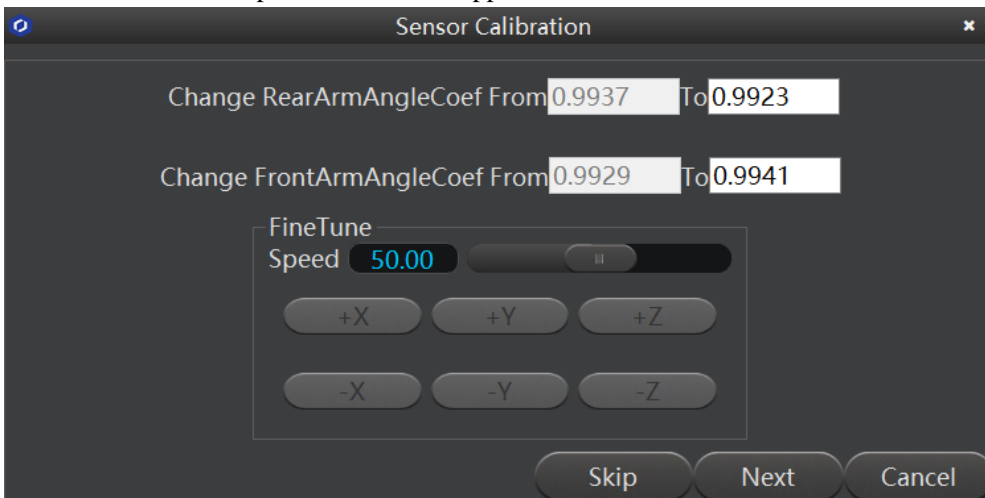 Sensor Calibration
Change RearArmAngleCoef From 0.9937 To 0.9923
Change FrontArmAngleCoef From 0.9929 To 0.9941
FineTune
Speed 50.00
+X +Y +Z
-X -Y -Z
Skip Next Cancel